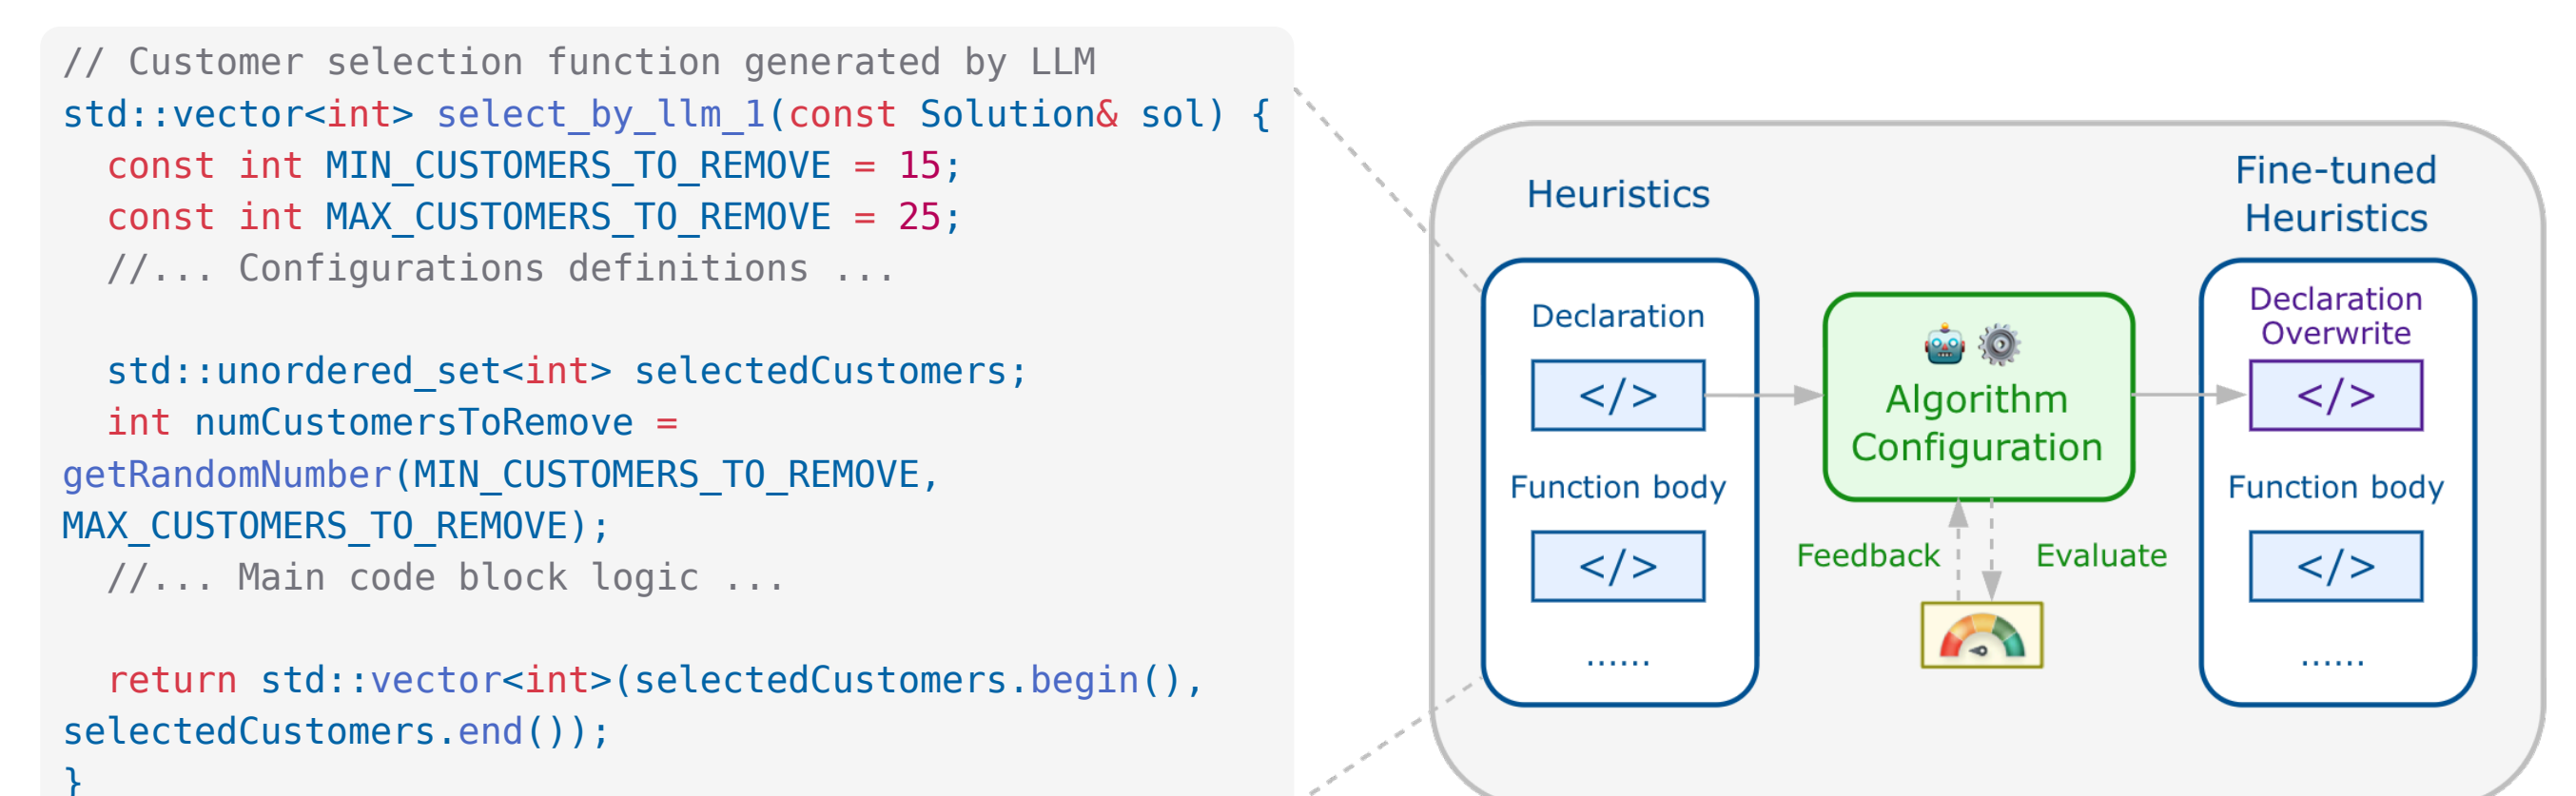 // Customer selection function generated by LLM
std::vector<int> select_by_llm_1(const Solution& sol) {
  const int MIN_CUSTOMERS_TO_REMOVE = 15;
  const int MAX_CUSTOMERS_TO_REMOVE = 25;
  //... Configurations definitions ...
  std::unordered_set<int> selectedCustomers;
  int numCustomersToRemove =
getRandomNumber(MIN_CUSTOMERS_TO_REMOVE,
MAX_CUSTOMERS_TO_REMOVE);
  //... Main code block logic ...
  return std::vector<int>(selectedCustomers.begin(),
selectedCustomers.end());
}
Heuristics
Declaration
</>
Function body
</>
......
Algorithm
Configuration
Feedback
Evaluate
Fine-tuned
Heuristics
Declaration
Overwrite
</>
Function body
</>
......